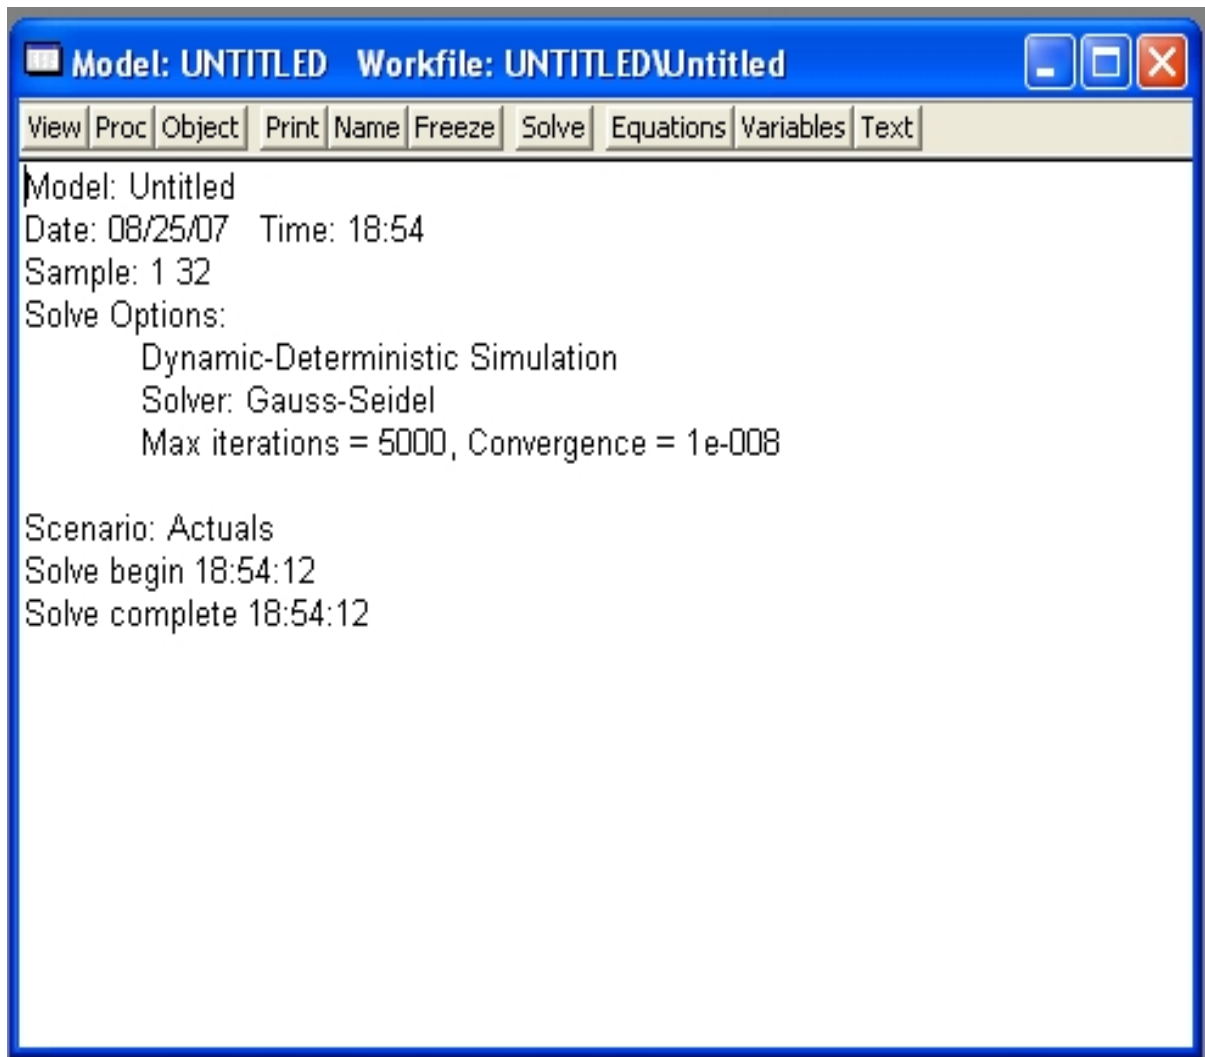 Model: UNTITLED Workfile: UNTITLED\Untitled
View Proc Object Print Name Freeze Solve Equations Variables Text
Model: Untitled
Date: 08/25/07 Time: 18:54
Sample: 1 32
Solve Options:
Dynamic-Deterministic Simulation
Solver: Gauss-Seidel
Max iterations = 5000, Convergence = 1e-008
Scenario: Actuals
Solve begin 18:54:12
Solve complete 18:54:12